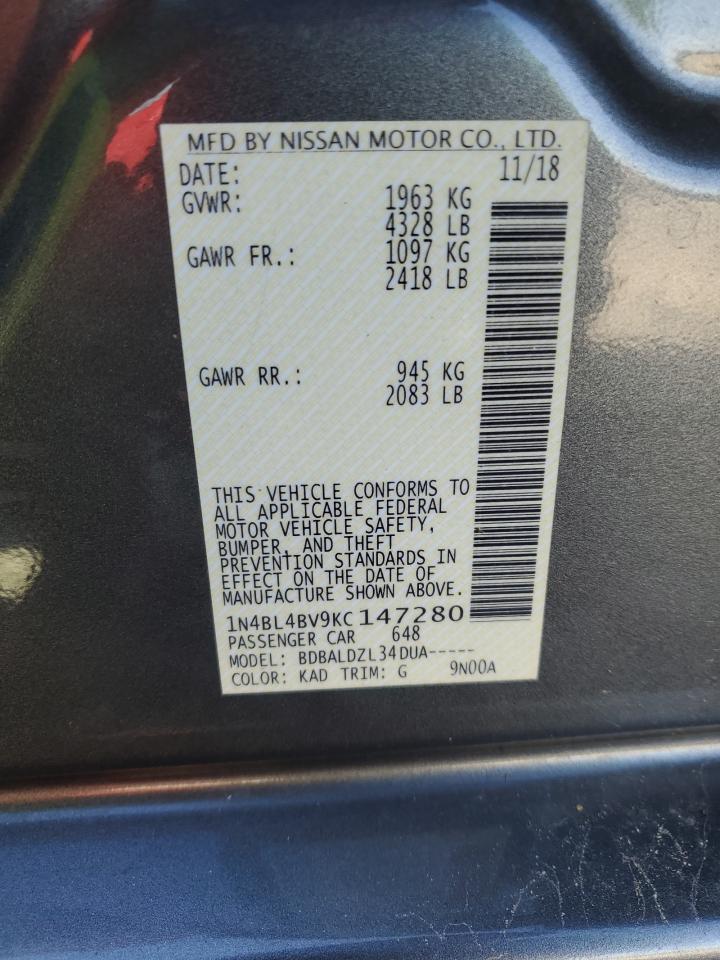 MFD BY NISSAN MOTOR CO., LTD.
DATE: 11/18
GVWR: 1963 KG
4328 LB
GAWR FR.: 1097 KG
2418 LB
GAWR RR.: 945 KG
2083 LB
THIS VEHICLE CONFORMS TO
ALL APPLICABLE FEDERAL
MOTOR VEHICLE SAFETY,
BUMPER, AND THEFT
PREVENTION STANDARDS IN
EFFECT ON THE DATE OF
MANUFACTURE SHOWN ABOVE.
1N4BL4BV9KC147280
PASSENGER CAR 648
MODEL: BDBALDZL34DUA-----
COLOR: KAD TRIM: G 9N00A